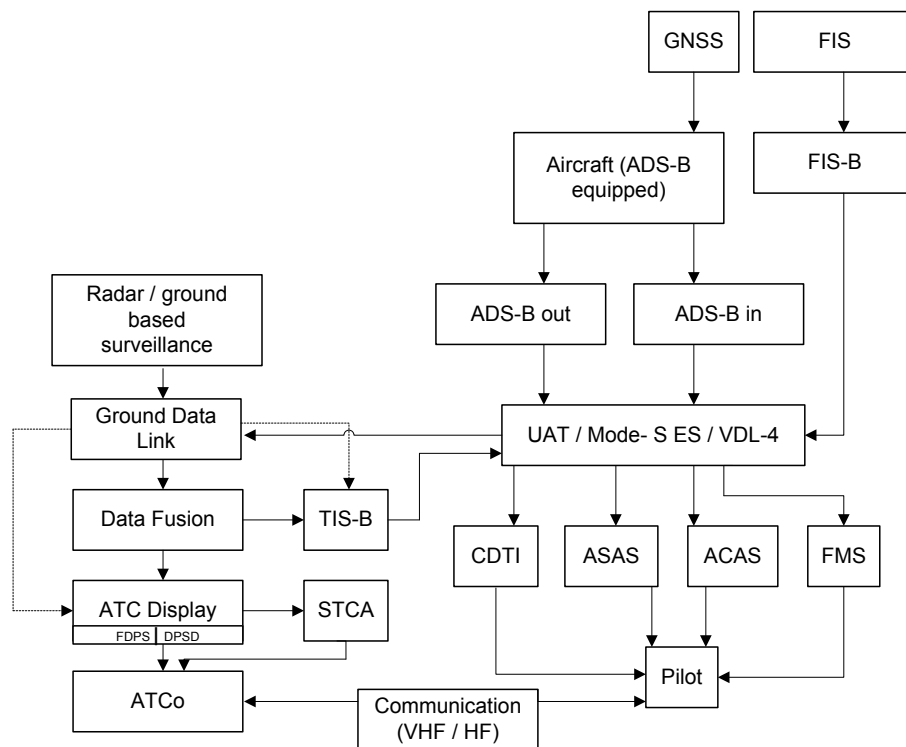 GNSS
FIS
Aircraft (ADS-B
equipped)
FIS-B
Radar / ground
based
surveillance
ADS-B out
ADS-B in
Ground Data
Link
UAT / Mode- S ES / VDL-4
Data Fusion
TIS-B
CDTI
ASAS
ACAS
FMS
ATC Display
FDPS
DPSD
STCA
Pilot
ATCo
Communication
(VHF / HF)